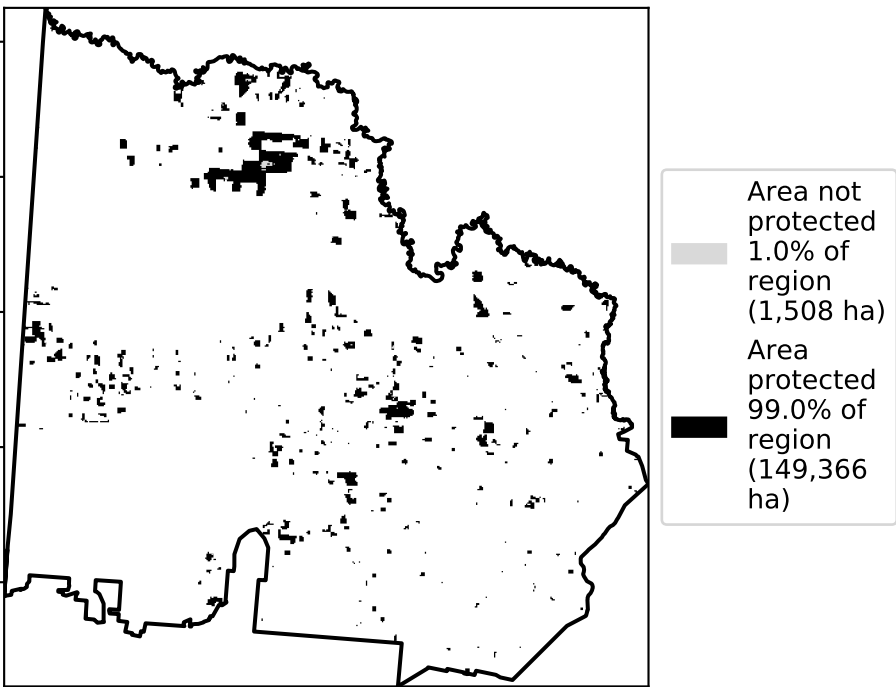 Area not
protected
1.0% of
region
(1,508 ha)
Area
protected
99.0% of
region
(149,366
ha)